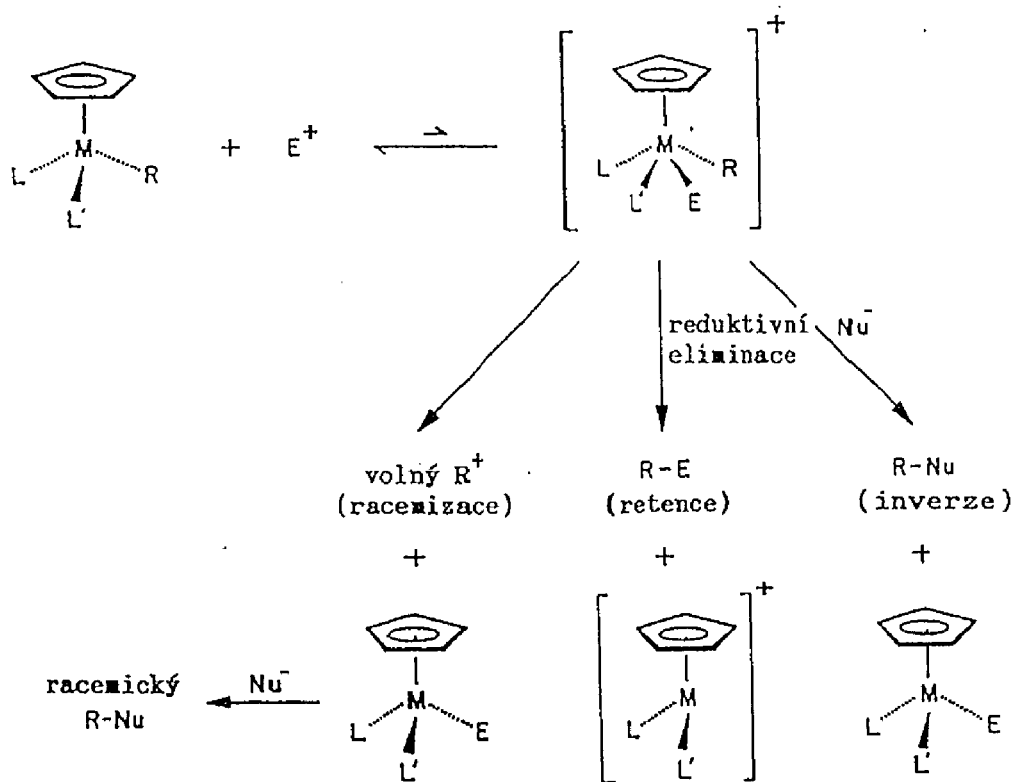 +
M
L
R
L'
+ E⁺
M
L
R
L'
E
reduktivní
eliminace
Nu⁻
volný R⁺
(racemizace)
R-E
(retence)
R-Nu
(inverze)
+
+
+
+
racemický
R-Nu
Nu⁻
M
L
E
L'
M
L
L'
M
L
E
L'